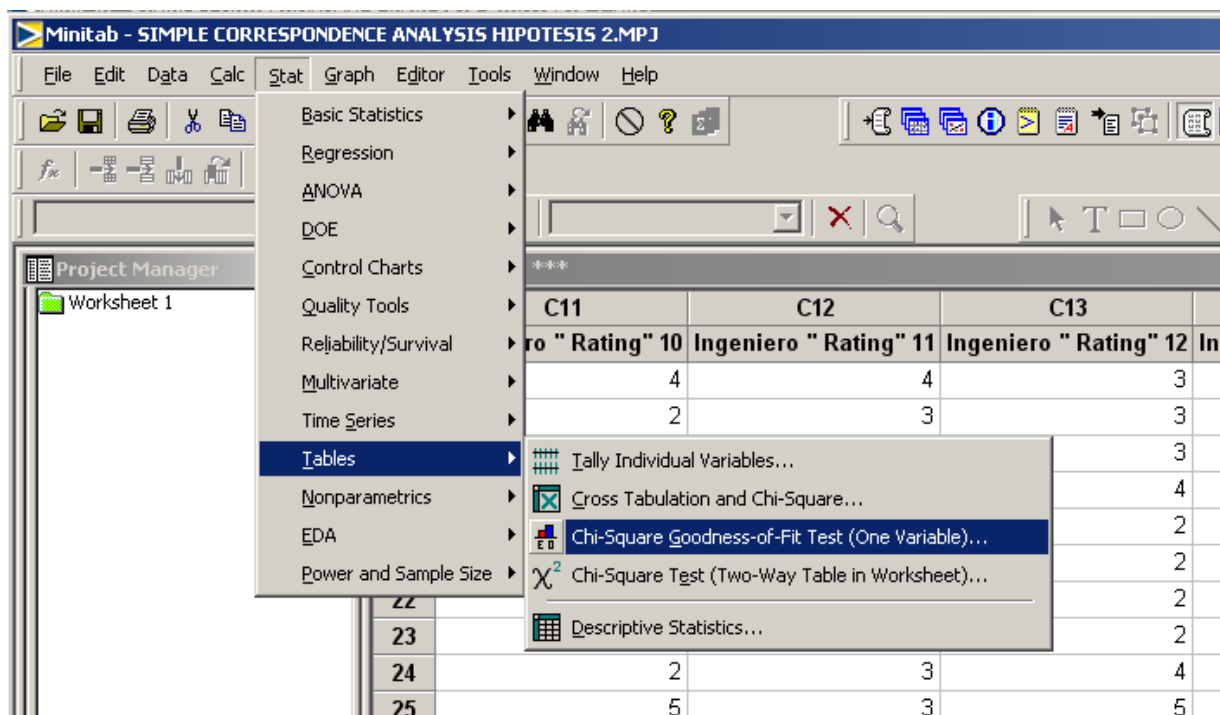 Minitab - SIMPLE CORRESPONDENCE ANALYSIS HIPOTESIS 2.MPJ
File Edit Data Calc Stat Graph Editor Tools Window Help
Basic Statistics
Regression
ANOVA
DOE
Control Charts
Quality Tools
Reliability/Survival
Multivariate
Time Series
Tables
Nonparametrics
EDA
Power and Sample Size
Tally Individual Variables...
Cross Tabulation and Chi-Square...
Chi-Square Goodness-of-Fit Test (One Variable)...
χ² Chi-Square Test (Two-Way Table in Worksheet)...
Descriptive Statistics...
Project Manager
Worksheet 1
***
C11 C12 C13
ro " Rating" 10 Ingeniero " Rating" 11 Ingeniero " Rating" 12 In
4 4 3
2 3 3
3
4
2
2
22 2
23 2
24 2 3 4
25 5 3 5